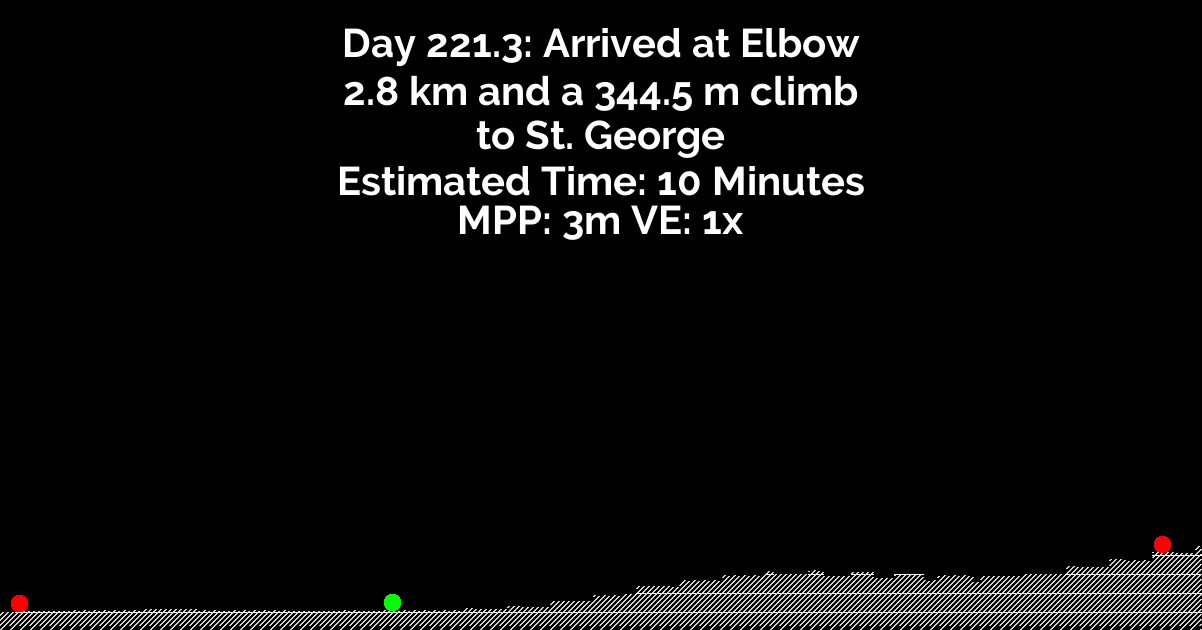 Day 221.3: Arrived at Elbow
2.8 km and a 344.5 m climb
to St. George
Estimated Time: 10 Minutes
MPP: 3m VE: 1x